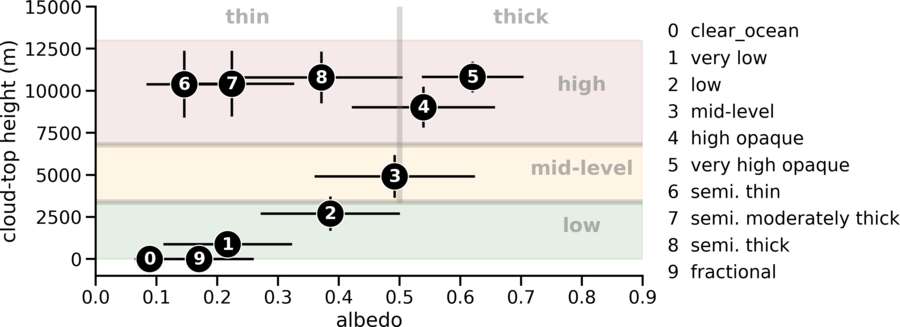 thin thick
cloud-top height (m)
15000
12500
10000
7500
5000
2500
0
high
mid-level
low
6
7
8
5
4
3
2
1
0
9
0.0 0.1 0.2 0.3 0.4 0.5 0.6 0.7 0.8 0.9
albedo
0 clear_ocean
1 very low
2 low
3 mid-level
4 high opaque
5 very high opaque
6 semi. thin
7 semi. moderately thick
8 semi. thick
9 fractional